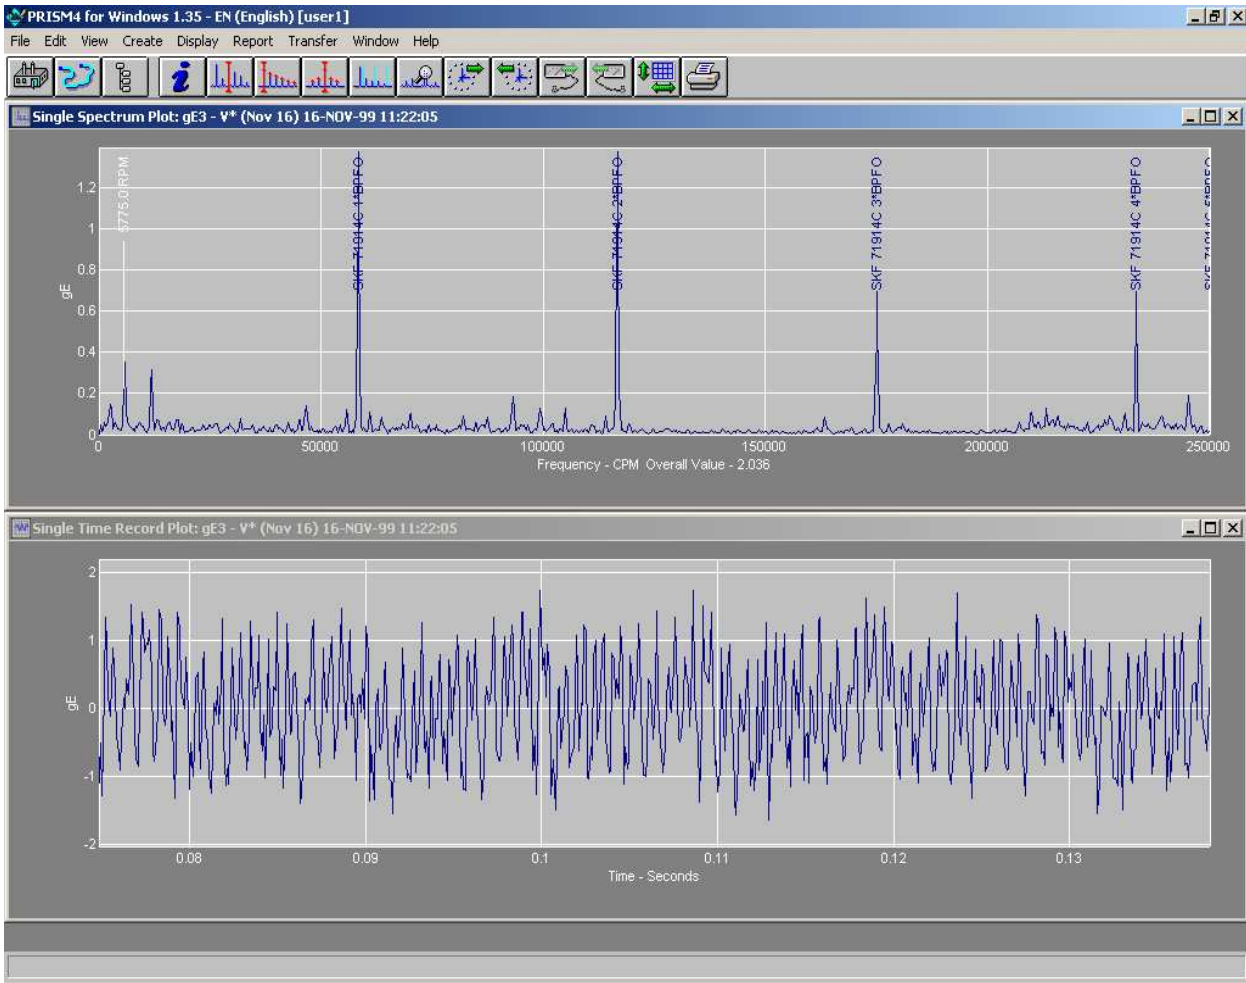 PRISM4 for Windows 1.35 - EN (English) [user1]
File Edit View Create Display Report Transfer Window Help
Single Spectrum Plot: gE3 - V* (Nov 16) 16-NOV-99 11:22:05
5775.0 RPM
SKF 71914C 1*BPFO
SKF 71914C 2*BPFO
SKF 71914C 3*BPFO
SKF 71914C 4*BPFO
SKF 71914C 5*BPFO
1.2
1
0.8
0.6
0.4
0.2
0
gE
0 50000 100000 150000 200000 250000
Frequency - CPM Overall Value - 2.036
Single Time Record Plot: gE3 - V* (Nov 16) 16-NOV-99 11:22:05
2
1
0
-1
-2
gE
0.08 0.09 0.1 0.11 0.12 0.13
Time - Seconds